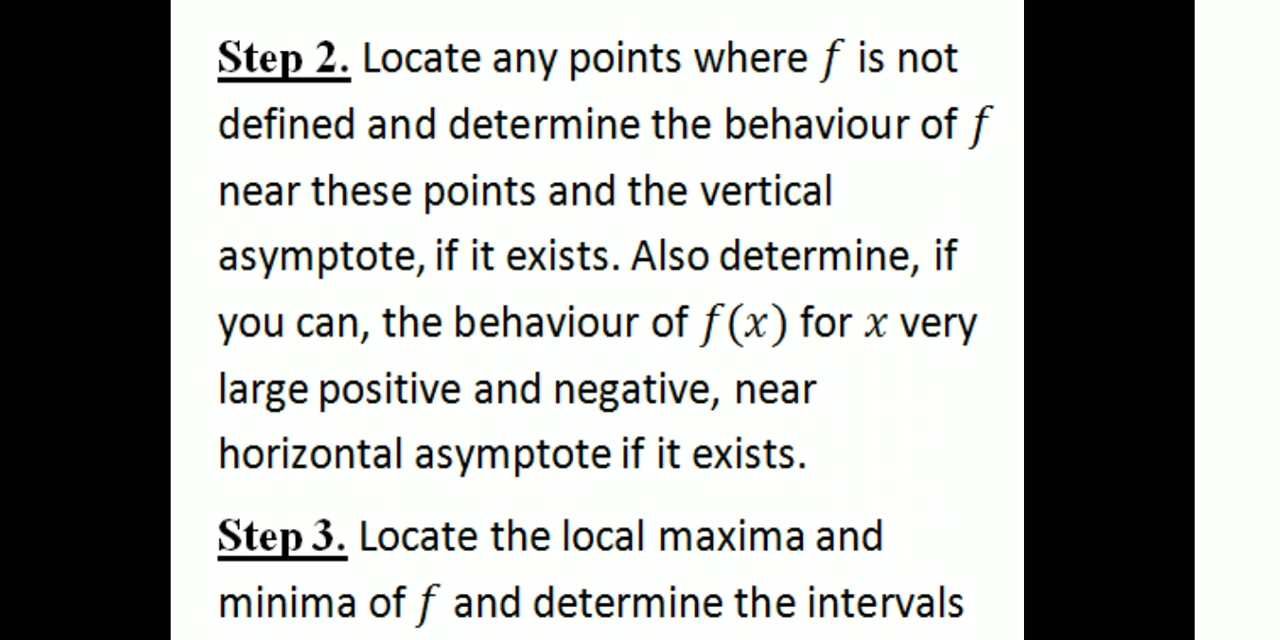 Step 2. Locate any points where f is not
defined and determine the behaviour of f
near these points and the vertical
asymptote, if it exists. Also determine, if
you can, the behaviour of f(x) for x very
large positive and negative, near
horizontal asymptote if it exists.
Step 3. Locate the local maxima and
minima of f and determine the intervals